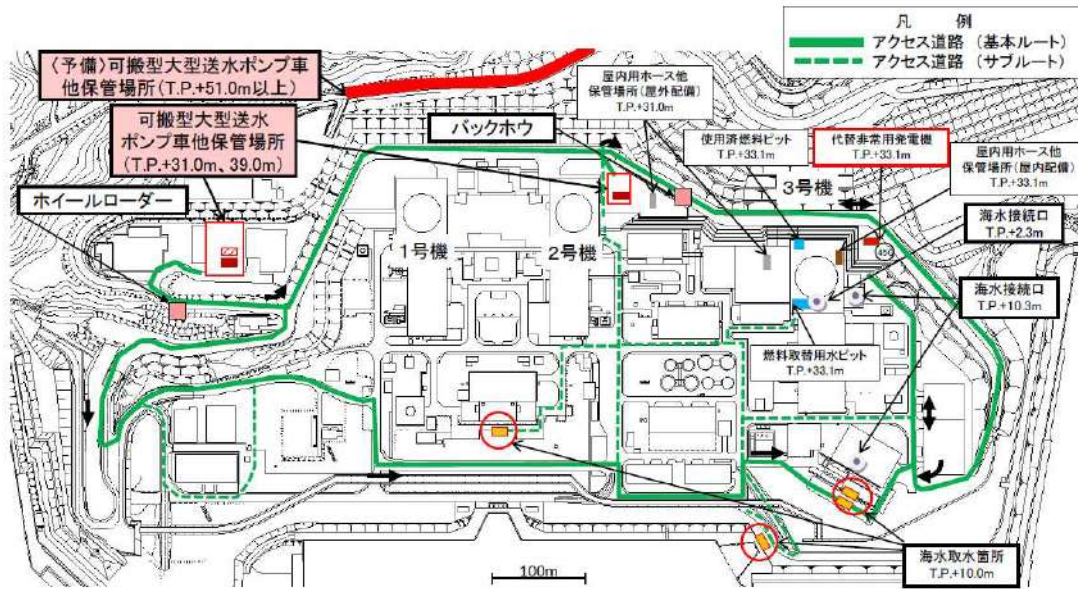 凡 例
アクセス道路 (基本ルート)
アクセス道路 (サブルート)
〈予備〉可搬型大型送水ポンプ車
他保管場所(T.P.+51.0m以上)
可搬型大型送水
ポンプ車他保管場所
(T.P.+31.0m、39.0m)
ホイールローダー
バックホウ
屋内用ホース他
保管場所(屋外配備)
T.P.+31.0m
使用済燃料ピット
T.P.+33.1m
代替非常用発電機
T.P.+33.1m
屋内用ホース他
保管場所(屋内配備)
T.P.+33.1m
3号機
海水接続口
T.P.+2.3m
1号機
2号機
海水接続口
T.P.+10.3m
燃料取替用水ピット
T.P.+33.1m
海水取水箇所
T.P.+10.0m
100m